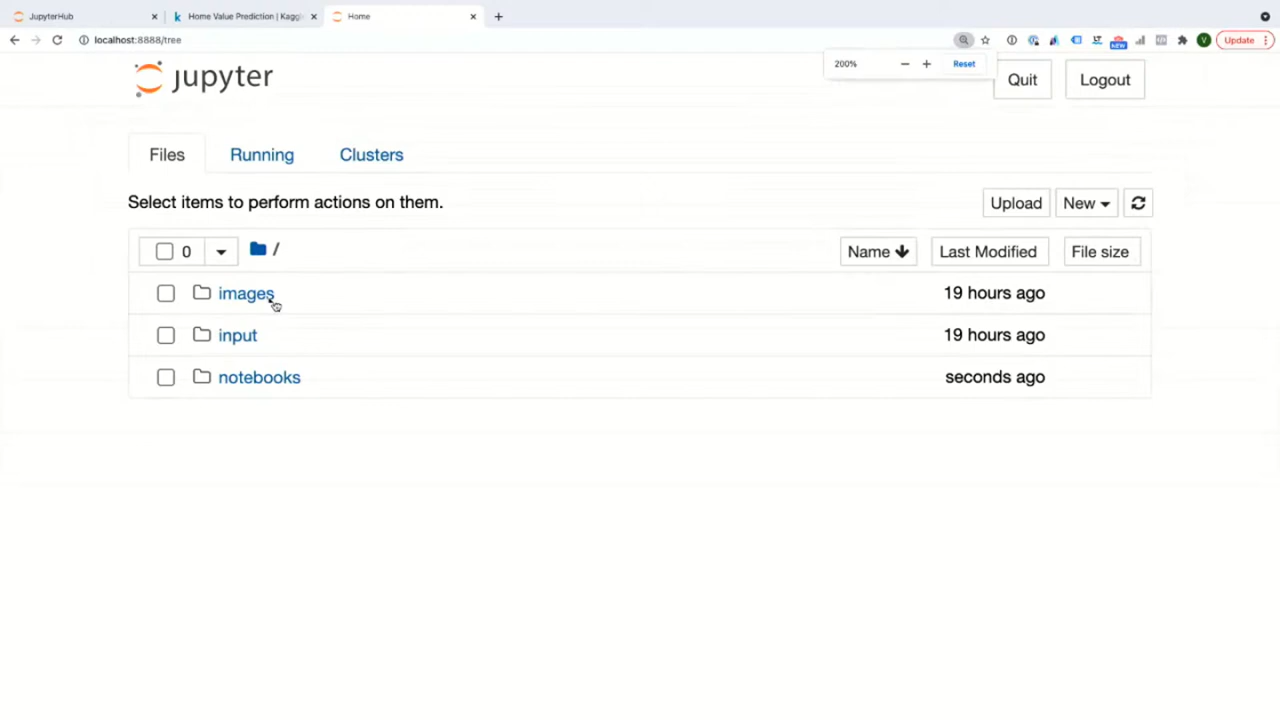 JupyterHub
Home Value Prediction | Kaggl
Home
localhost:8888/tree
NEW
V
Update
200%
Reset
jupyter
Quit
Logout
Files
Running
Clusters
Select items to perform actions on them.
Upload
New
0
/
Name
Last Modified
File size
images
19 hours ago
input
19 hours ago
notebooks
seconds ago